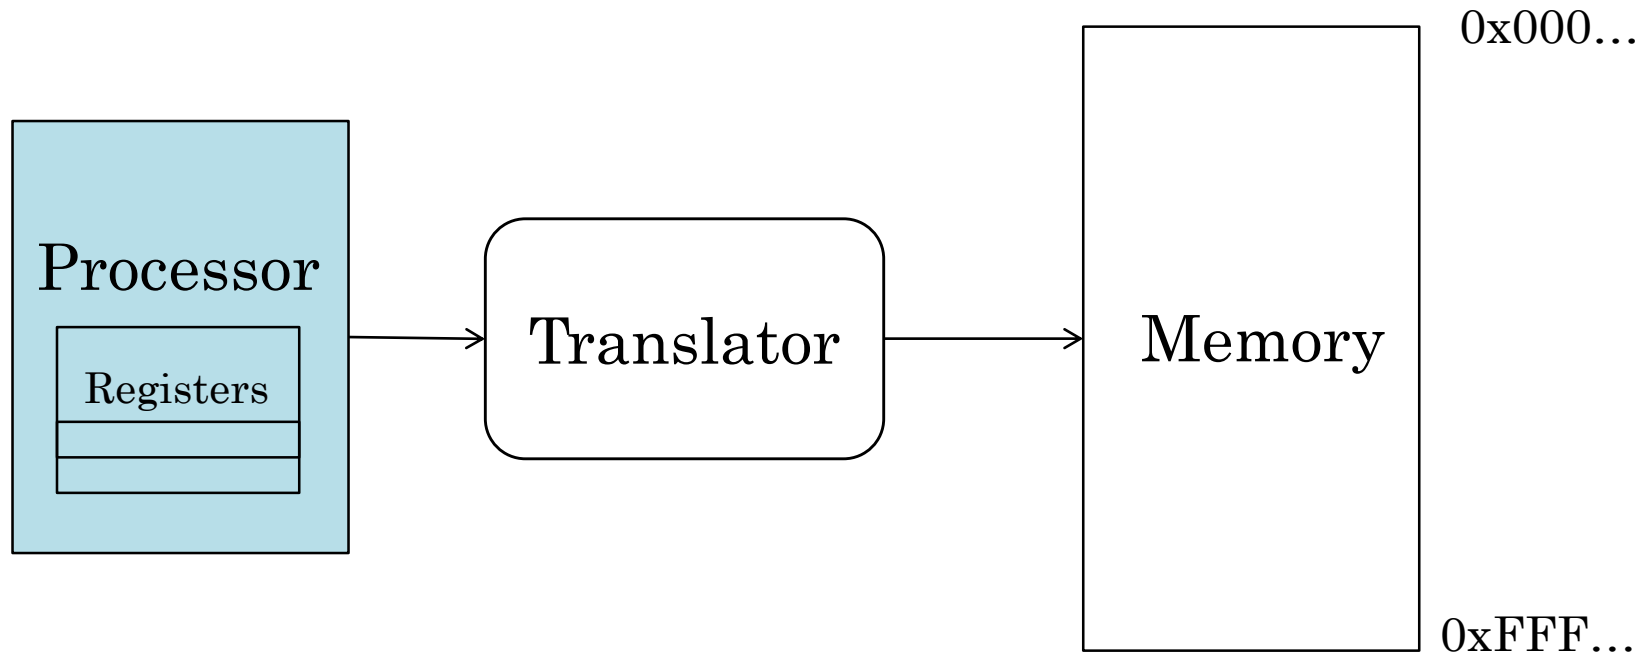 Processor
Registers
Translator
Memory
0x000...
0xFFF...